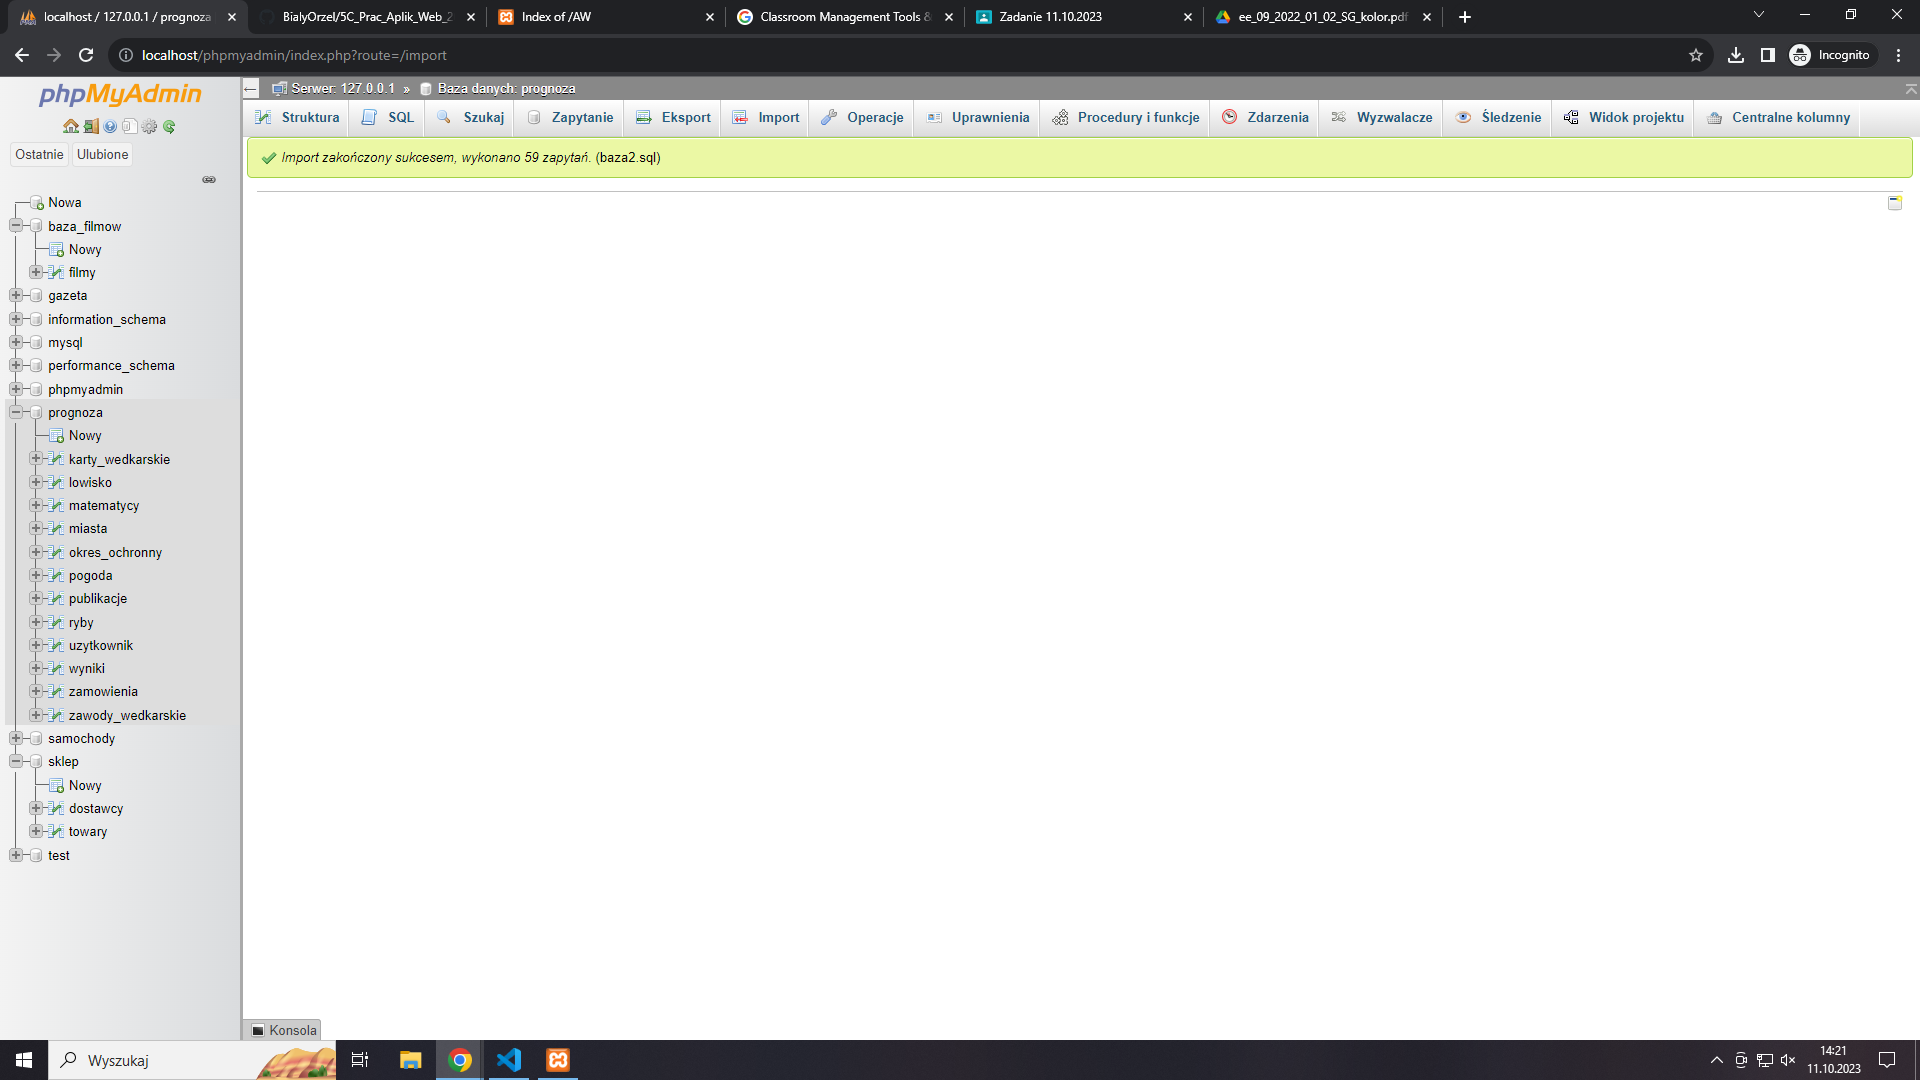 localhost / 127.0.0.1 / prognoza
BialyOrzel/5C_Prac_Aplik_Web_2
Index of /AW
Classroom Management Tools &
Zadanie 11.10.2023
ee_09_2022_01_02_SG_kolor.pdf
localhost/phpmyadmin/index.php?route=/import
Incognito
phpMyAdmin
Ostatnie
Ulubione
Nowa
baza_filmow
Nowy
filmy
gazeta
information_schema
mysql
performance_schema
phpmyadmin
prognoza
Nowy
karty_wedkarskie
lowisko
matematycy
miasta
okres_ochronny
pogoda
publikacje
ryby
uzytkownik
wyniki
zamowienia
zawody_wedkarskie
samochody
sklep
Nowy
dostawcy
towary
test
Serwer: 127.0.0.1 » Baza danych: prognoza
Struktura
SQL
Szukaj
Zapytanie
Eksport
Import
Operacje
Uprawnienia
Procedury i funkcje
Zdarzenia
Wyzwalacze
Śledzenie
Widok projektu
Centralne kolumny
Import zakończony sukcesem, wykonano 59 zapytań. (baza2.sql)
Konsola
Wyszukaj
14:21
11.10.2023